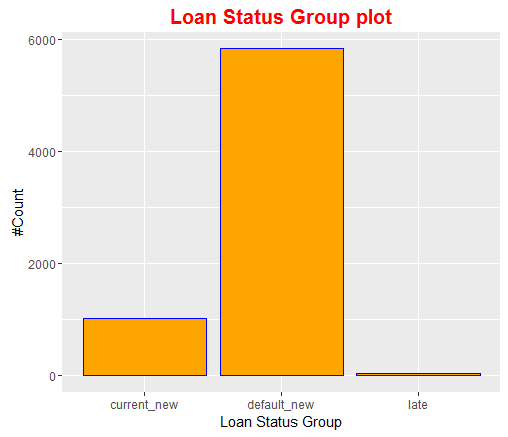 Loan Status Group plot
#Count
6000
4000
2000
0
current_new
default_new
late
Loan Status Group